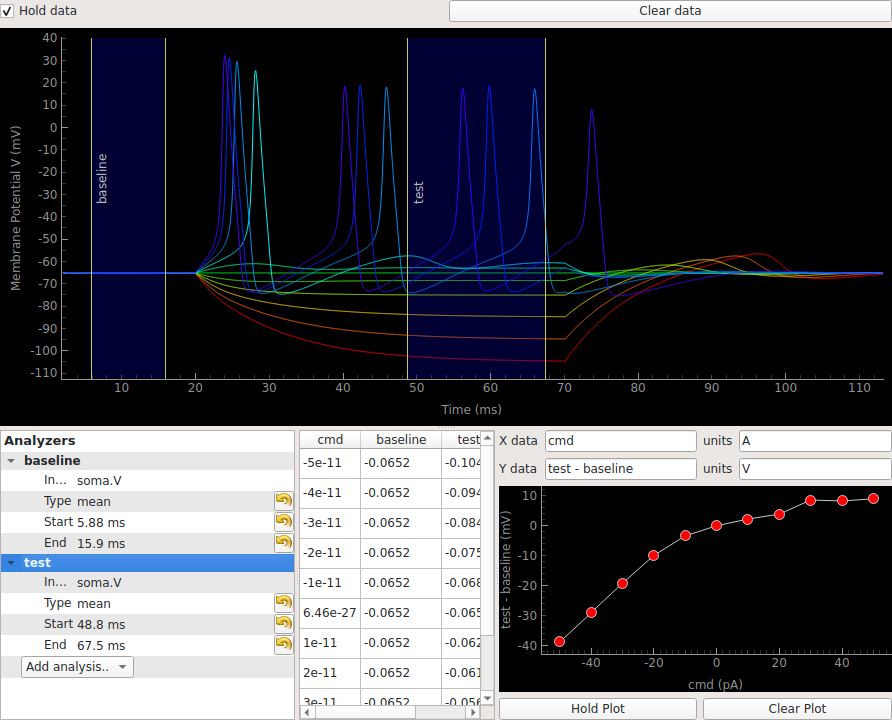 Hold data
Clear data
40
30
20
10
0
-10
-20
-30
-40
-50
-60
-70
-80
-90
-100
-110
Membrane Potential V (mV)
baseline
test
10 20 30 40 50 60 70 80 90 100 110
Time (ms)
Analyzers
baseline
In... soma.V
Type mean
Start 5.88 ms
End 15.9 ms
test
In... soma.V
Type mean
Start 48.8 ms
End 67.5 ms
Add analysis..
cmd baseline test
-5e-11 -0.0652 -0.104
-4e-11 -0.0652 -0.094
-3e-11 -0.0652 -0.084
-2e-11 -0.0652 -0.075
-1e-11 -0.0652 -0.068
6.46e-27 -0.0652 -0.065
1e-11 -0.0652 -0.062
2e-11 -0.0652 -0.061
3e-11 -0.0652 -0.056
X data cmd units A
Y data test - baseline units V
10
0
-10
-20
-30
-40
test - baseline (mV)
-40 -20 0 20 40
cmd (pA)
Hold Plot
Clear Plot